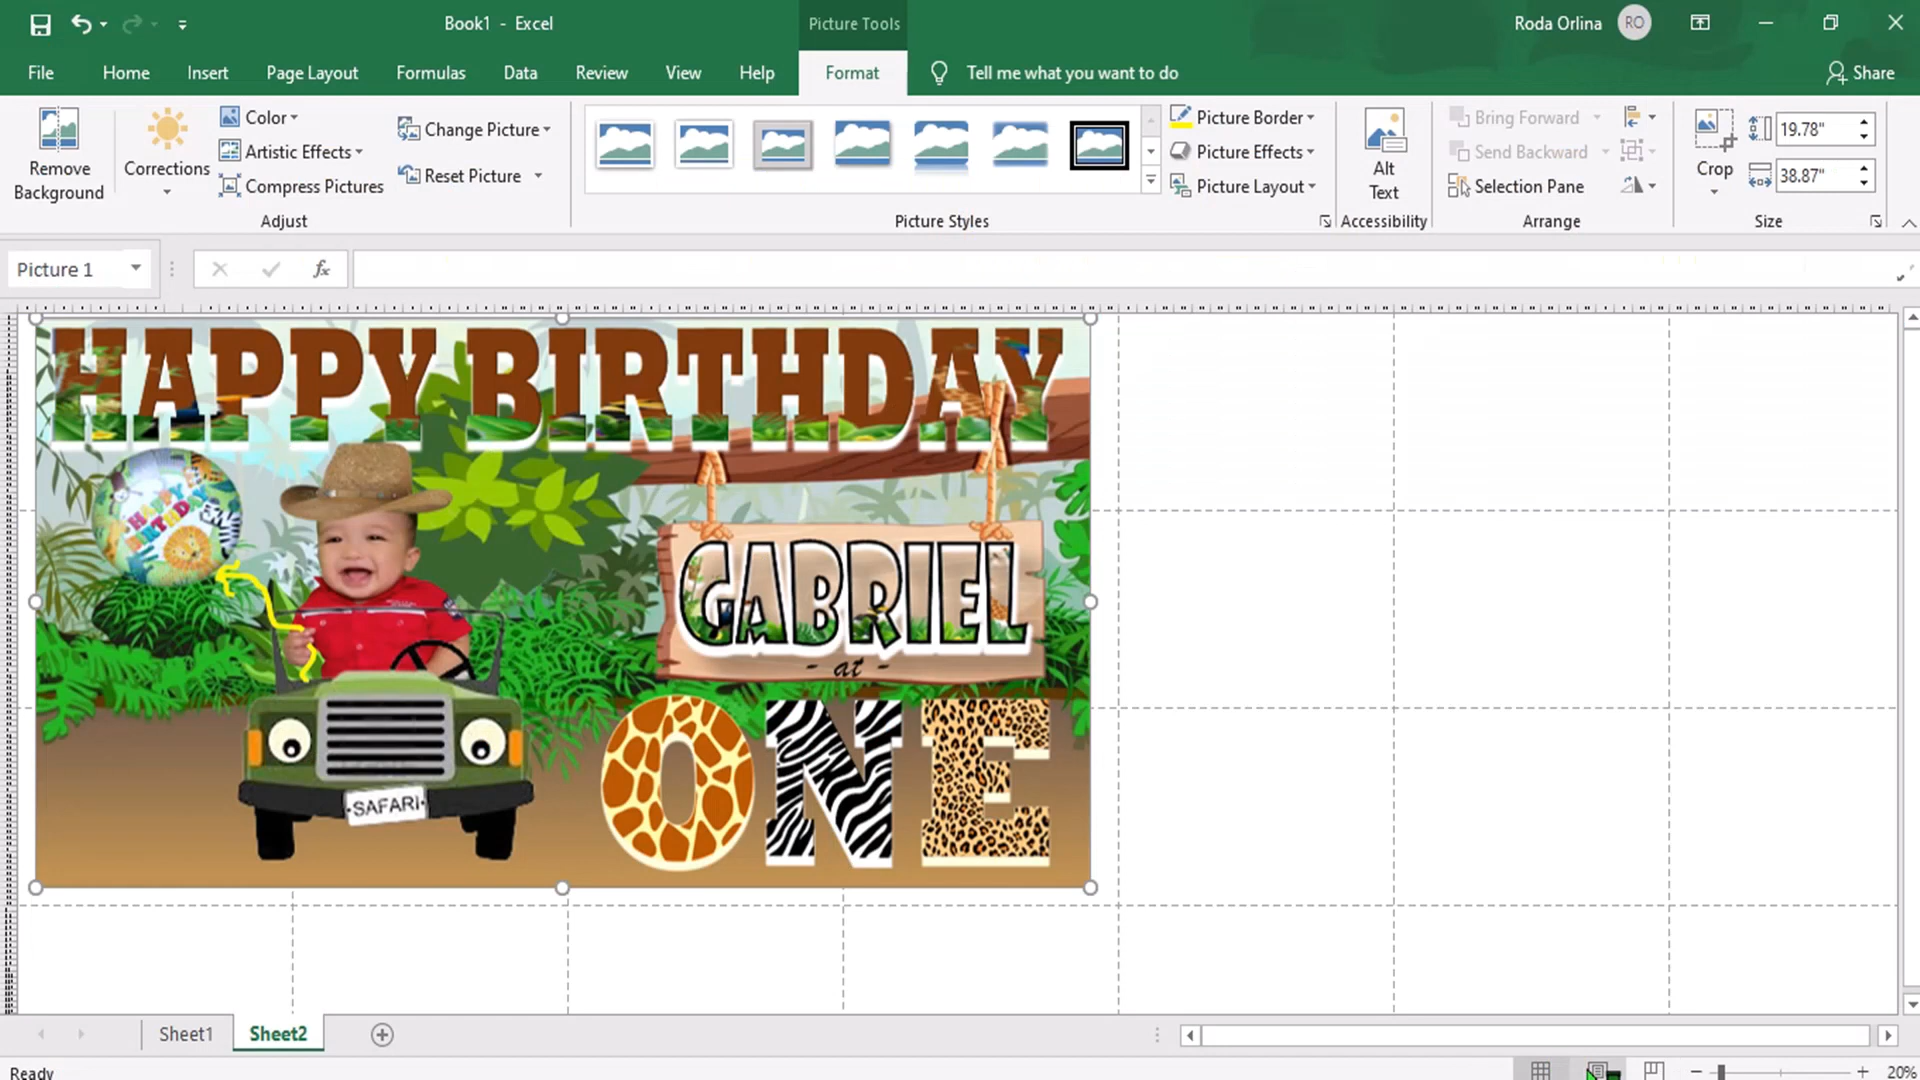 Book1 - Excel
Picture Tools
Roda Orlina
RO
File
Home
Insert
Page Layout
Formulas
Data
Review
View
Help
Format
Tell me what you want to do
Share
Remove Background
Corrections
Color
Artistic Effects
Compress Pictures
Change Picture
Reset Picture
Adjust
Picture Border
Picture Effects
Picture Layout
Picture Styles
Alt Text
Accessibility
Bring Forward
Send Backward
Selection Pane
Arrange
Crop
19.78"
38.87"
Size
Picture 1
fx
HAPPY BIRTHDAY
HAPPY
BIRTHDAY
GABRIEL
- at -
ONE
·SAFARI·
Sheet1
Sheet2
Ready
20%